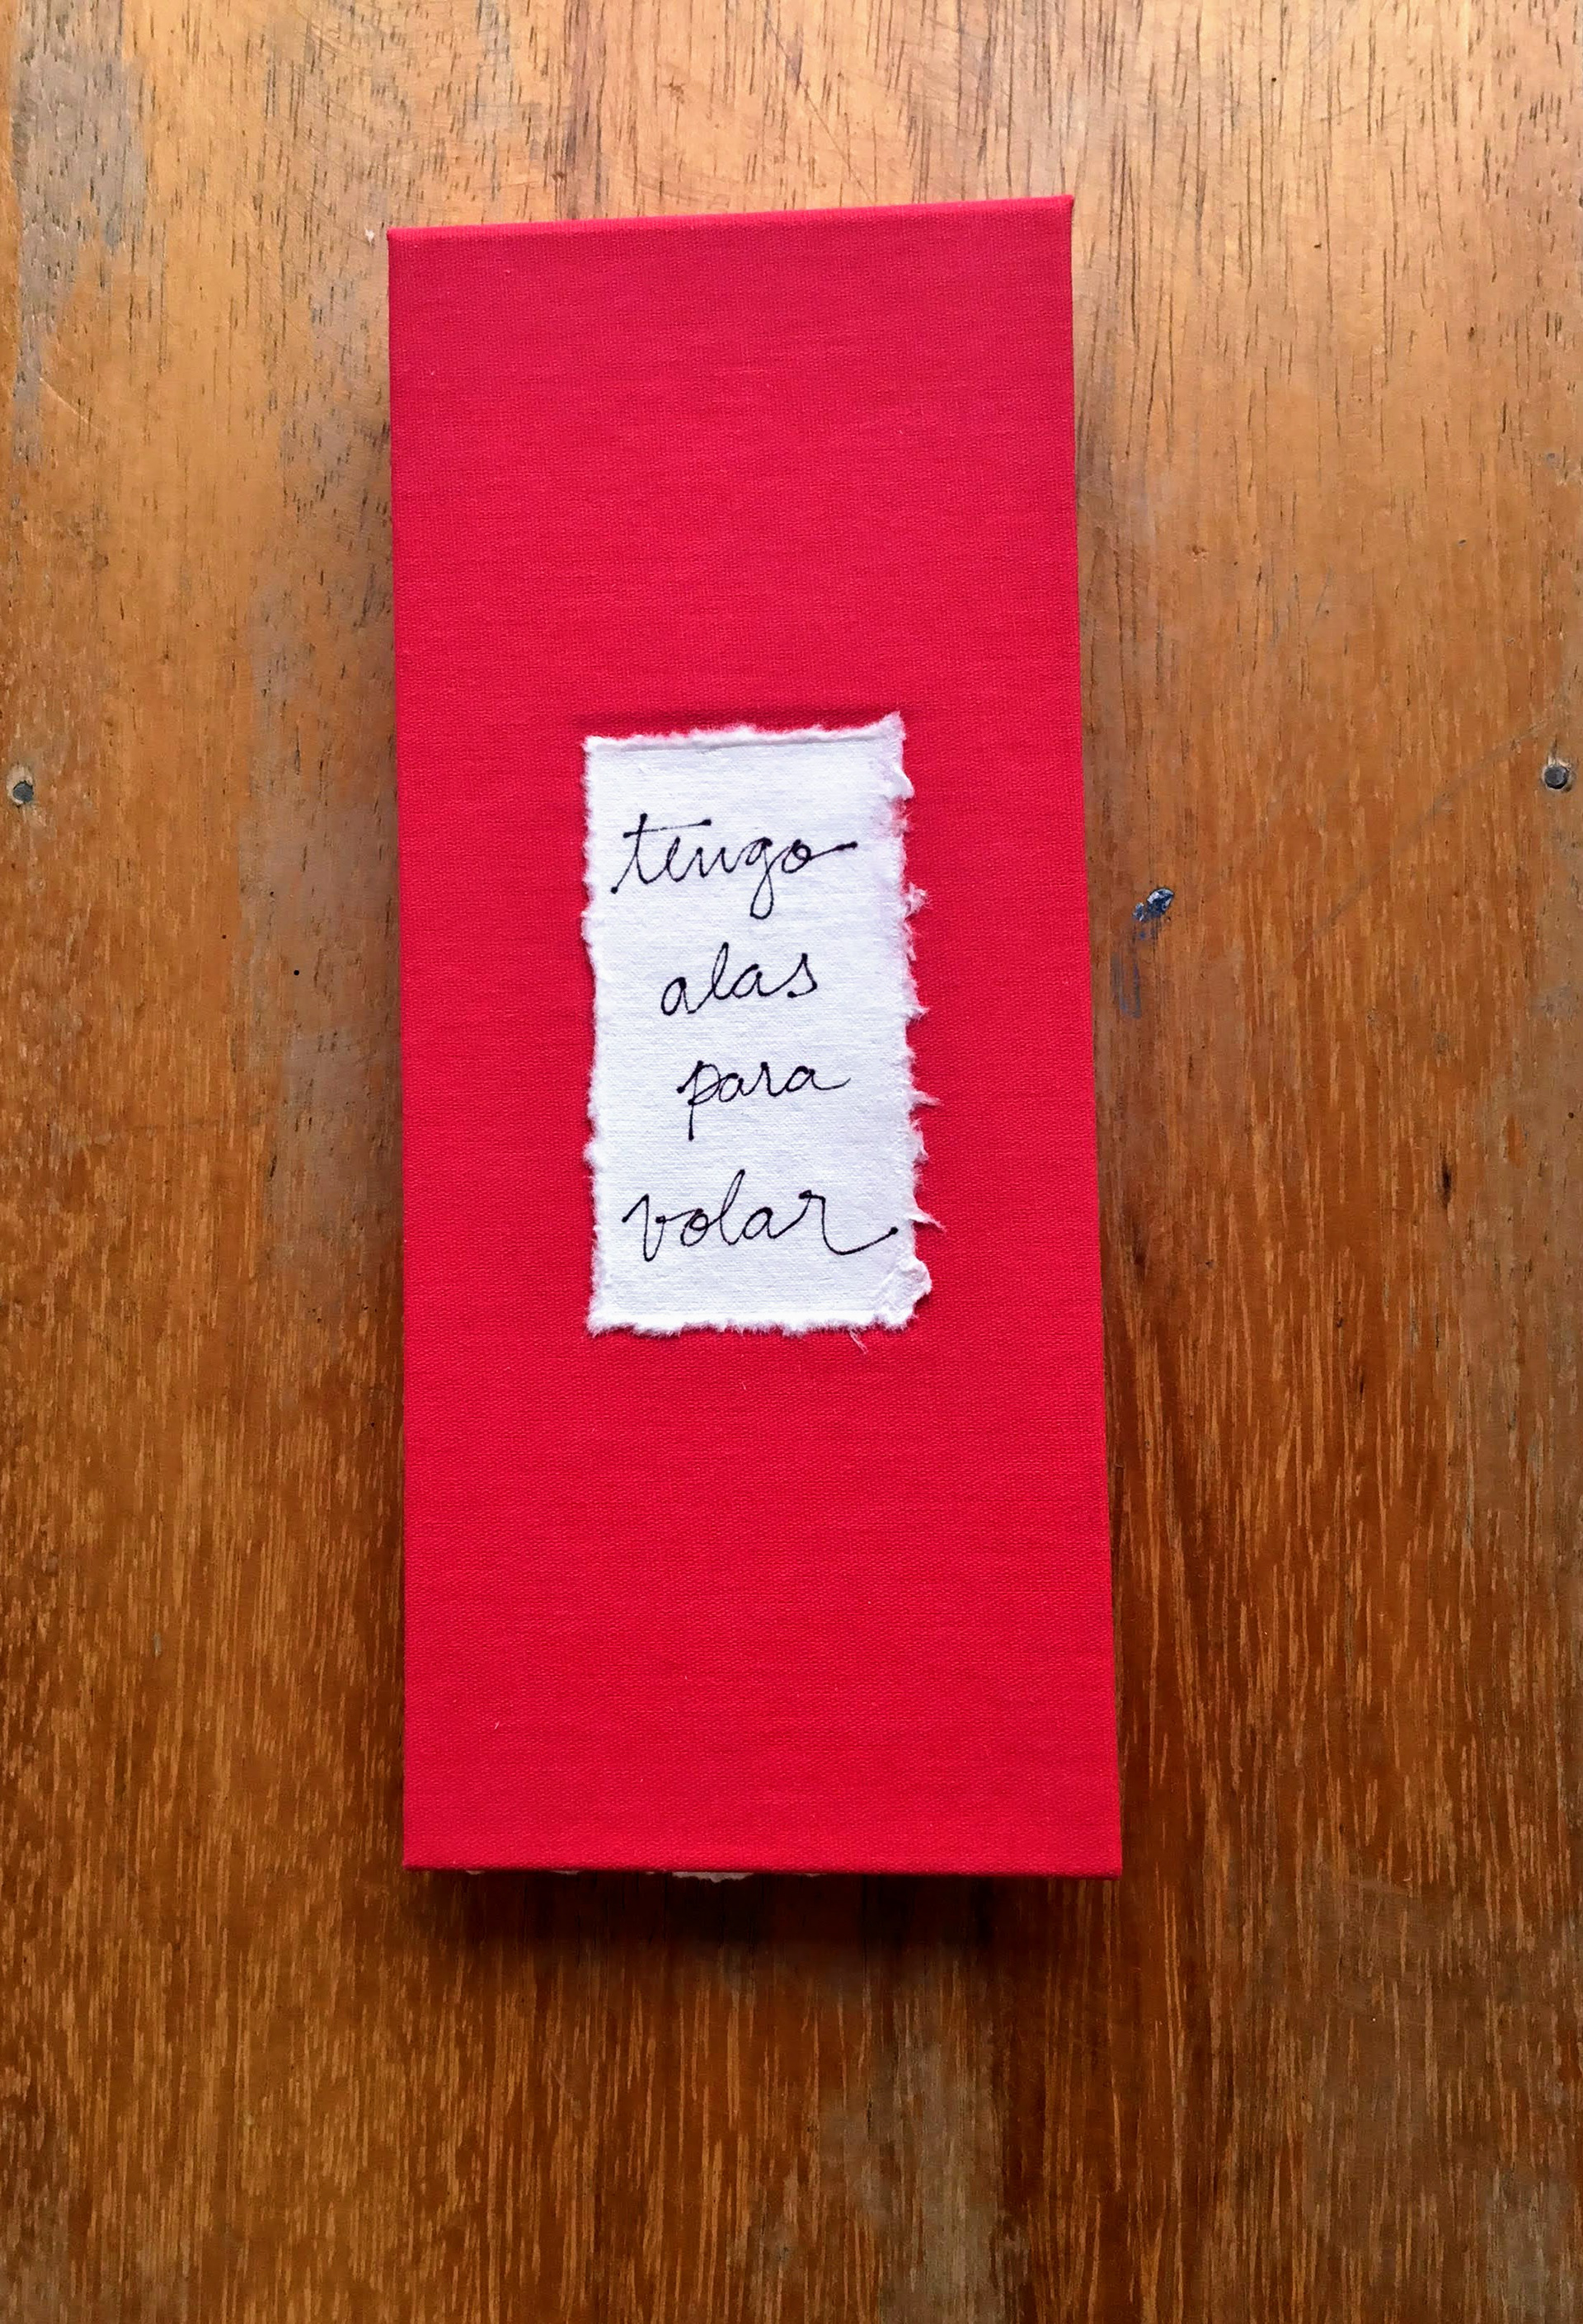 tengo
alas
para
volar